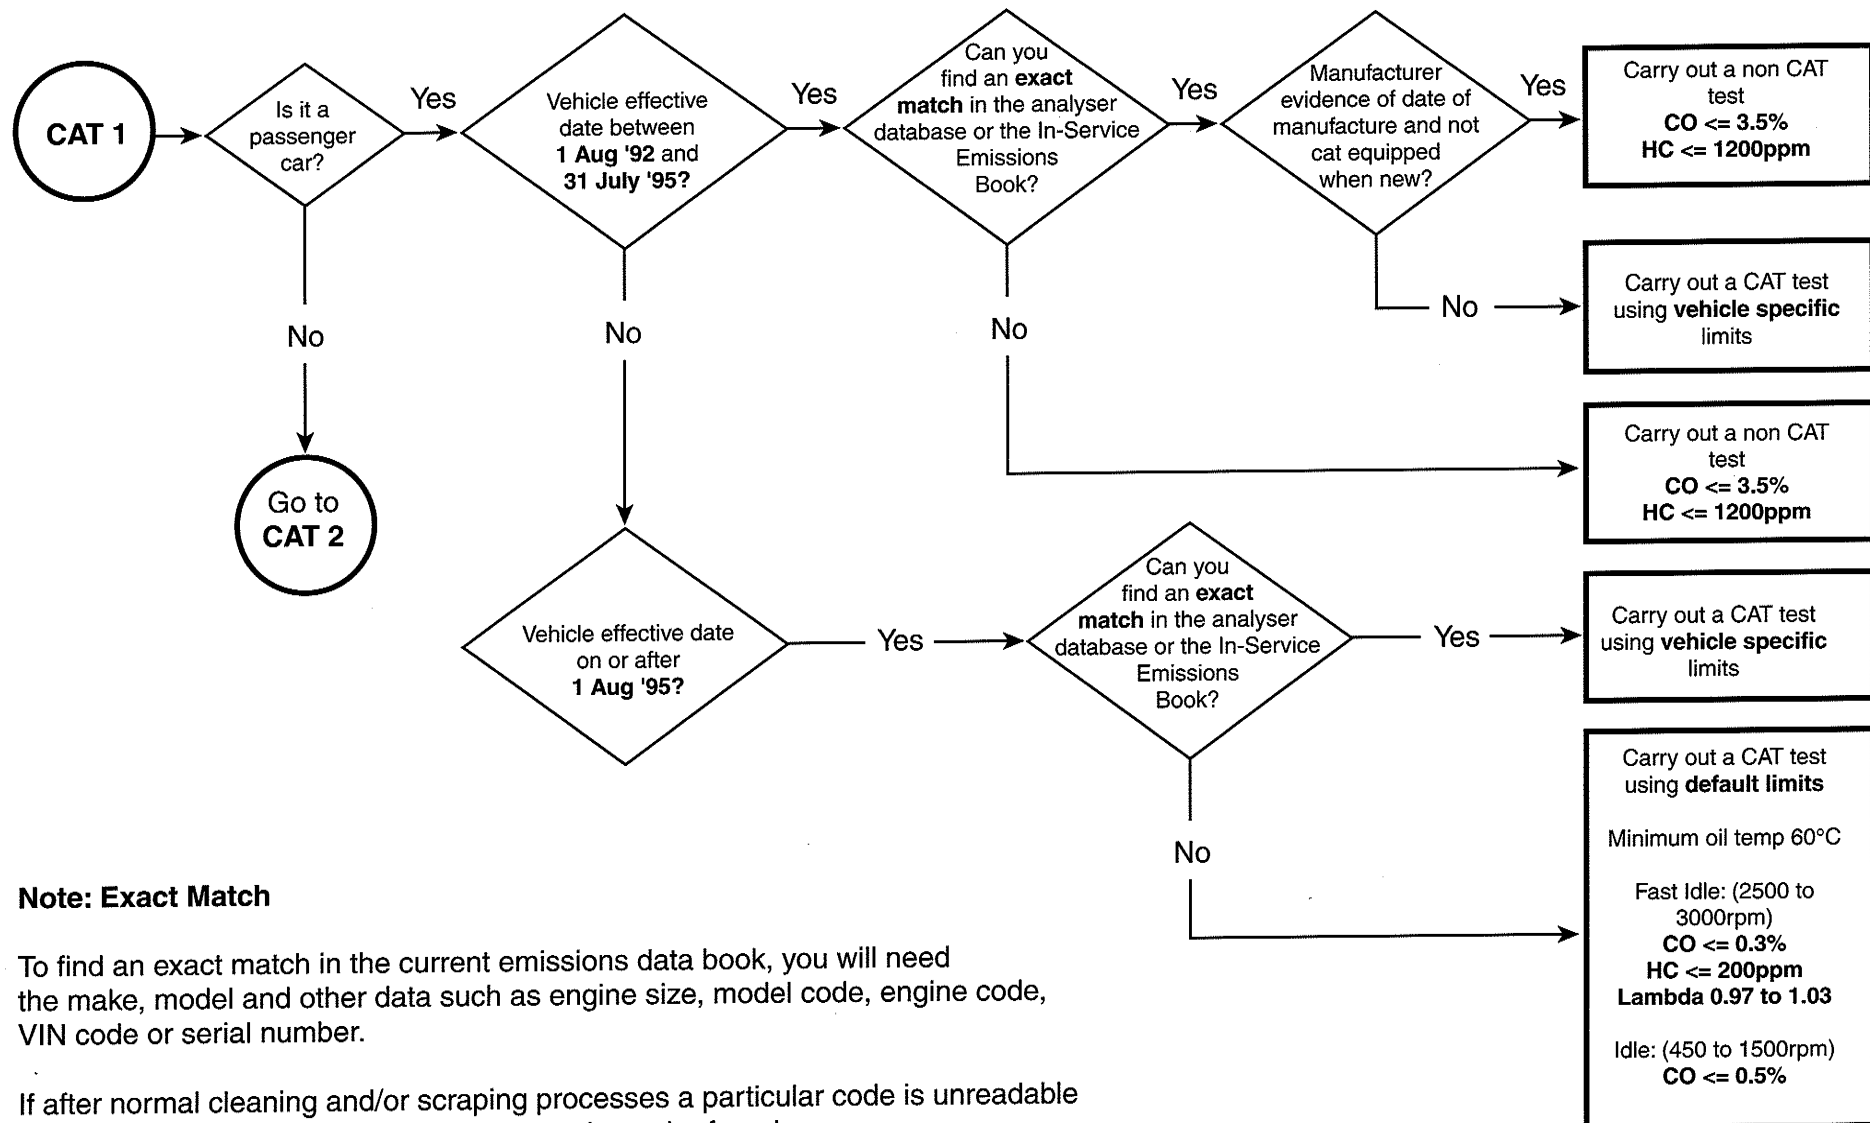 CAT 1
Is it a
passenger
car?
Yes
No
Go to
CAT 2
Vehicle effective
date between
1 Aug '92 and
31 July '95?
Yes
No
Can you
find an exact
match in the analyser
database or the In-Service
Emissions
Book?
Yes
No
Manufacturer
evidence of date of
manufacture and not
cat equipped
when new?
Yes
No
Carry out a non CAT
test
CO <= 3.5%
HC <= 1200ppm
Carry out a CAT test
using vehicle specific
limits
Carry out a non CAT
test
CO <= 3.5%
HC <= 1200ppm
Vehicle effective date
on or after
1 Aug '95?
Yes
Can you
find an exact
match in the analyser
database or the In-Service
Emissions
Book?
Yes
No
Carry out a CAT test
using vehicle specific
limits
Carry out a CAT test
using default limits
Minimum oil temp 60°C
Fast Idle: (2500 to
3000rpm)
CO <= 0.3%
HC <= 200ppm
Lambda 0.97 to 1.03
Idle: (450 to 1500rpm)
CO <= 0.5%
Note: Exact Match
To find an exact match in the current emissions data book, you will need
the make, model and other data such as engine size, model code, engine code,
VIN code or serial number.
If after normal cleaning and/or scraping processes a particular code is unreadable